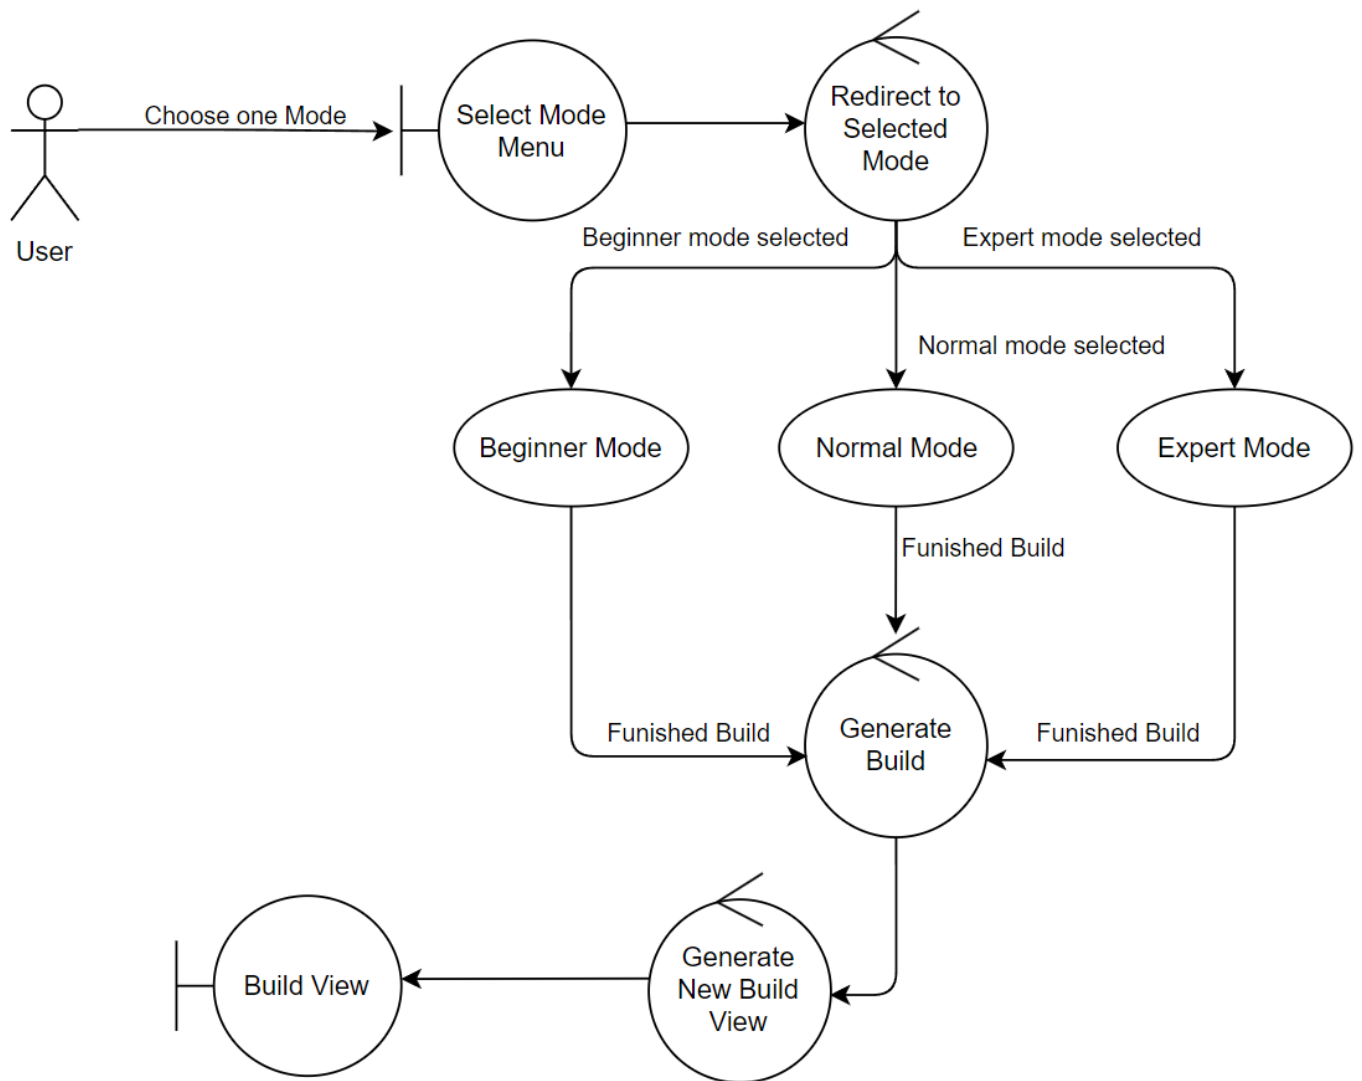 Choose one Mode
Select Mode
Menu
Redirect to
Selected
Mode
User
Beginner mode selected
Expert mode selected
Normal mode selected
Beginner Mode
Normal Mode
Expert Mode
Funished Build
Funished Build
Generate
Build
Funished Build
Build View
Generate
New Build
View